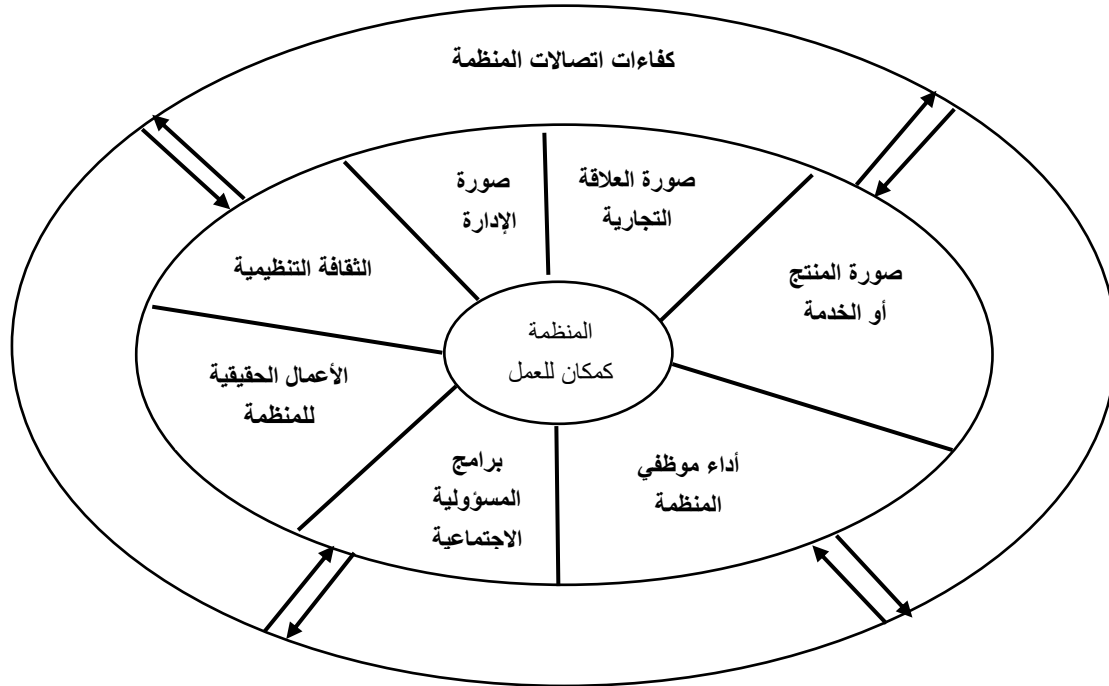 كفاءات اتصالات المنظمة
صورة العلاقة
التجارية
صورة
الإدارة
صورة المنتج
أو الخدمة
الثقافة التنظيمية
المنظمة
كمكان للعمل
الأعمال الحقيقية
للمنظمة
أداء موظفي
المنظمة
برامج
المسؤولية
الاجتماعية